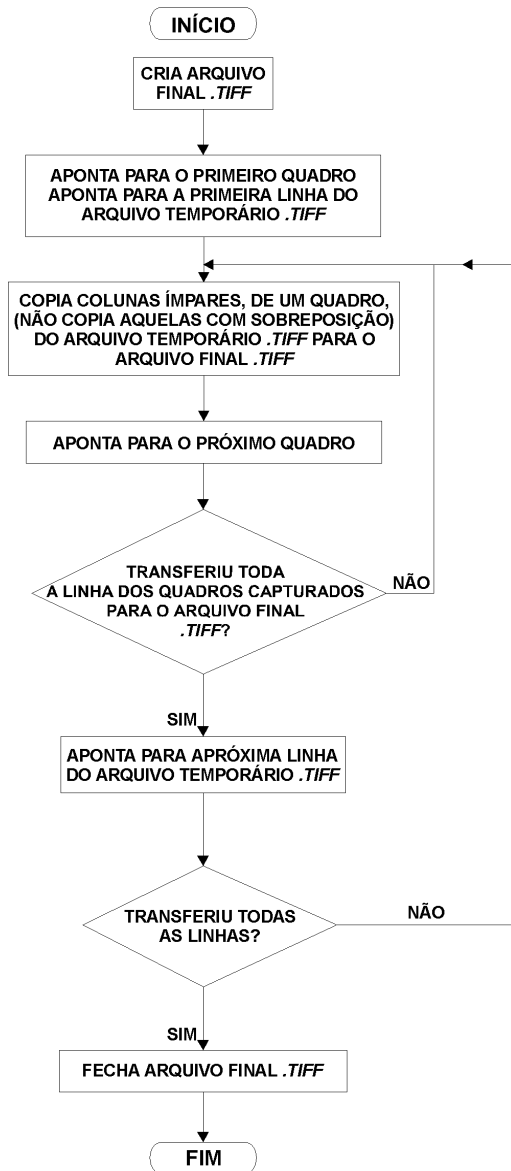 INÍCIO
CRIA ARQUIVO
FINAL .TIFF
APONTA PARA O PRIMEIRO QUADRO
APONTA PARA A PRIMEIRA LINHA DO
ARQUIVO TEMPORÁRIO .TIFF
COPIA COLUNAS ÍMPARES, DE UM QUADRO,
(NÃO COPIA AQUELAS COM SOBREPOSIÇÃO)
DO ARQUIVO TEMPORÁRIO .TIFF PARA O
ARQUIVO FINAL .TIFF
APONTA PARA O PRÓXIMO QUADRO
TRANSFERIU TODA
A LINHA DOS QUADROS CAPTURADOS
PARA O ARQUIVO FINAL
.TIFF?
NÃO
SIM
APONTA PARA APRÓXIMA LINHA
DO ARQUIVO TEMPORÁRIO .TIFF
TRANSFERIU TODAS
AS LINHAS?
NÃO
SIM
FECHA ARQUIVO FINAL .TIFF
FIM